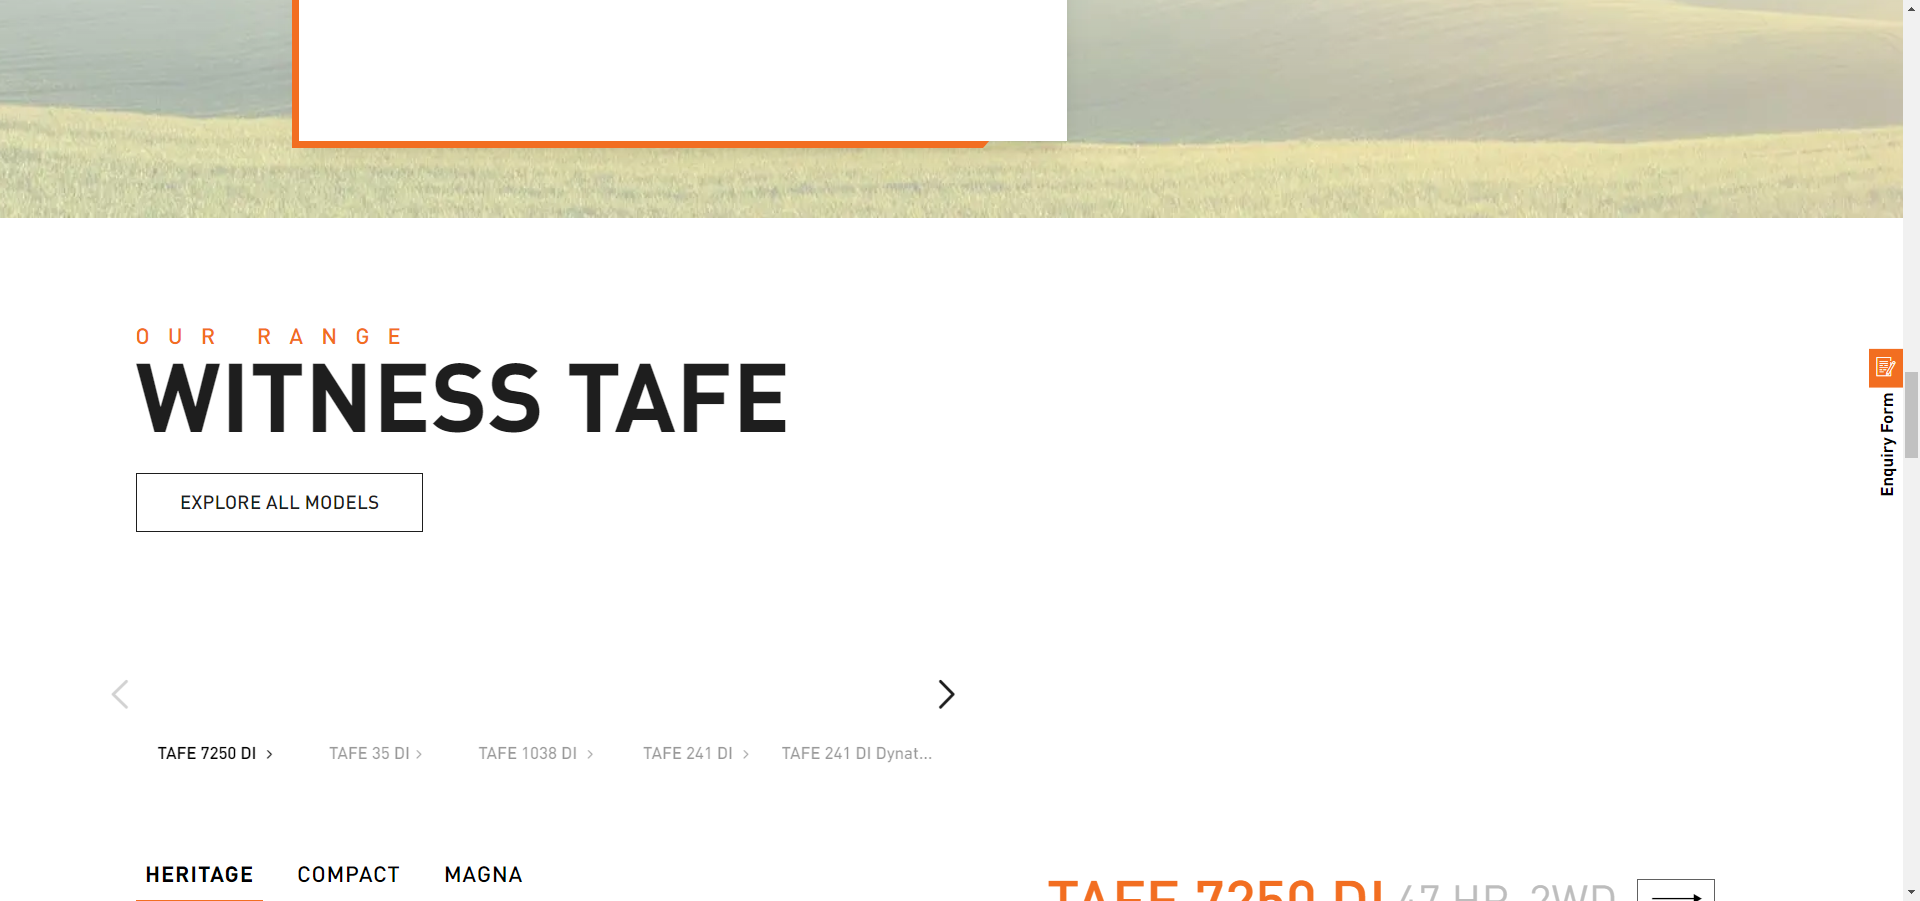 OUR RANGE
WITNESS TAFE
EXPLORE ALL MODELS
Enquiry Form
TAFE 7250 DI
TAFE 35 DI
TAFE 1038 DI
TAFE 241 DI
TAFE 241 DI Dynat...
HERITAGE
COMPACT
MAGNA
TAFE 7250 DI 47 HP, 2WD